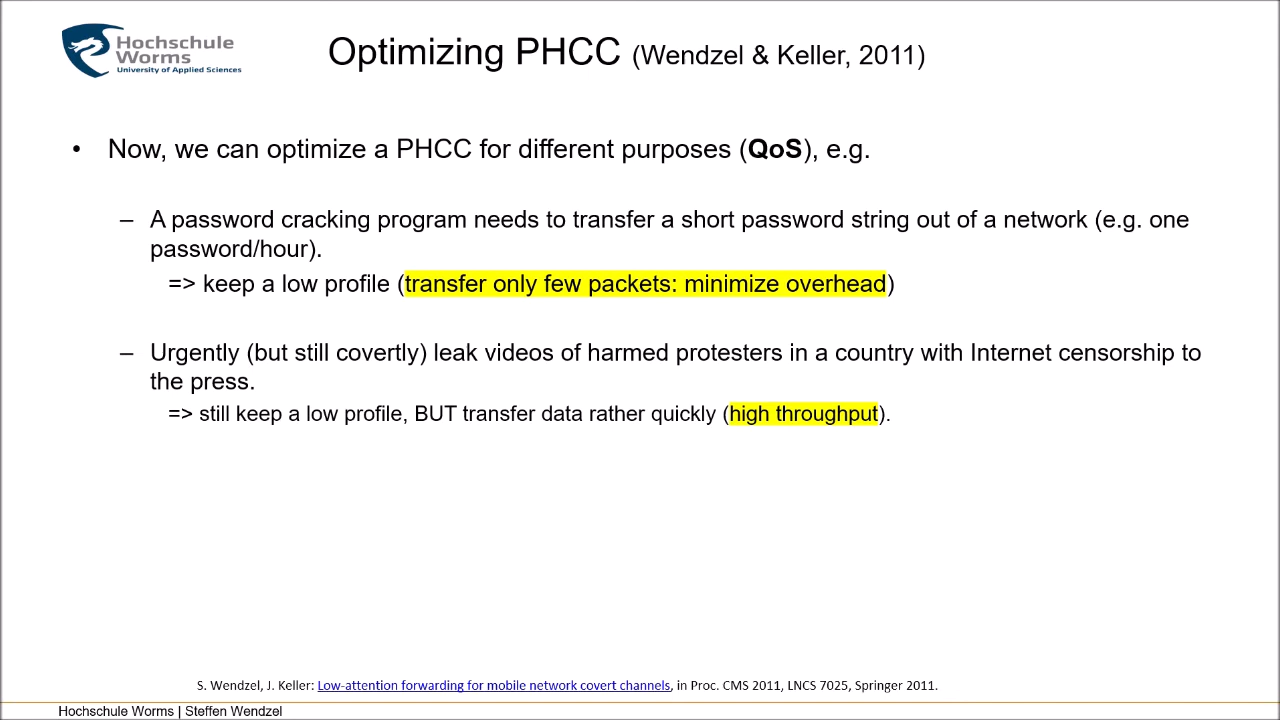 Hochschule
Worms
University of Applied Sciences
Optimizing PHCC (Wendzel & Keller, 2011)
• Now, we can optimize a PHCC for different purposes (QoS), e.g.
– A password cracking program needs to transfer a short password string out of a network (e.g. one
password/hour).
=> keep a low profile (transfer only few packets: minimize overhead)
– Urgently (but still covertly) leak videos of harmed protesters in a country with Internet censorship to
the press.
=> still keep a low profile, BUT transfer data rather quickly (high throughput).
S. Wendzel, J. Keller: Low-attention forwarding for mobile network covert channels, in Proc. CMS 2011, LNCS 7025, Springer 2011.
Hochschule Worms | Steffen Wendzel